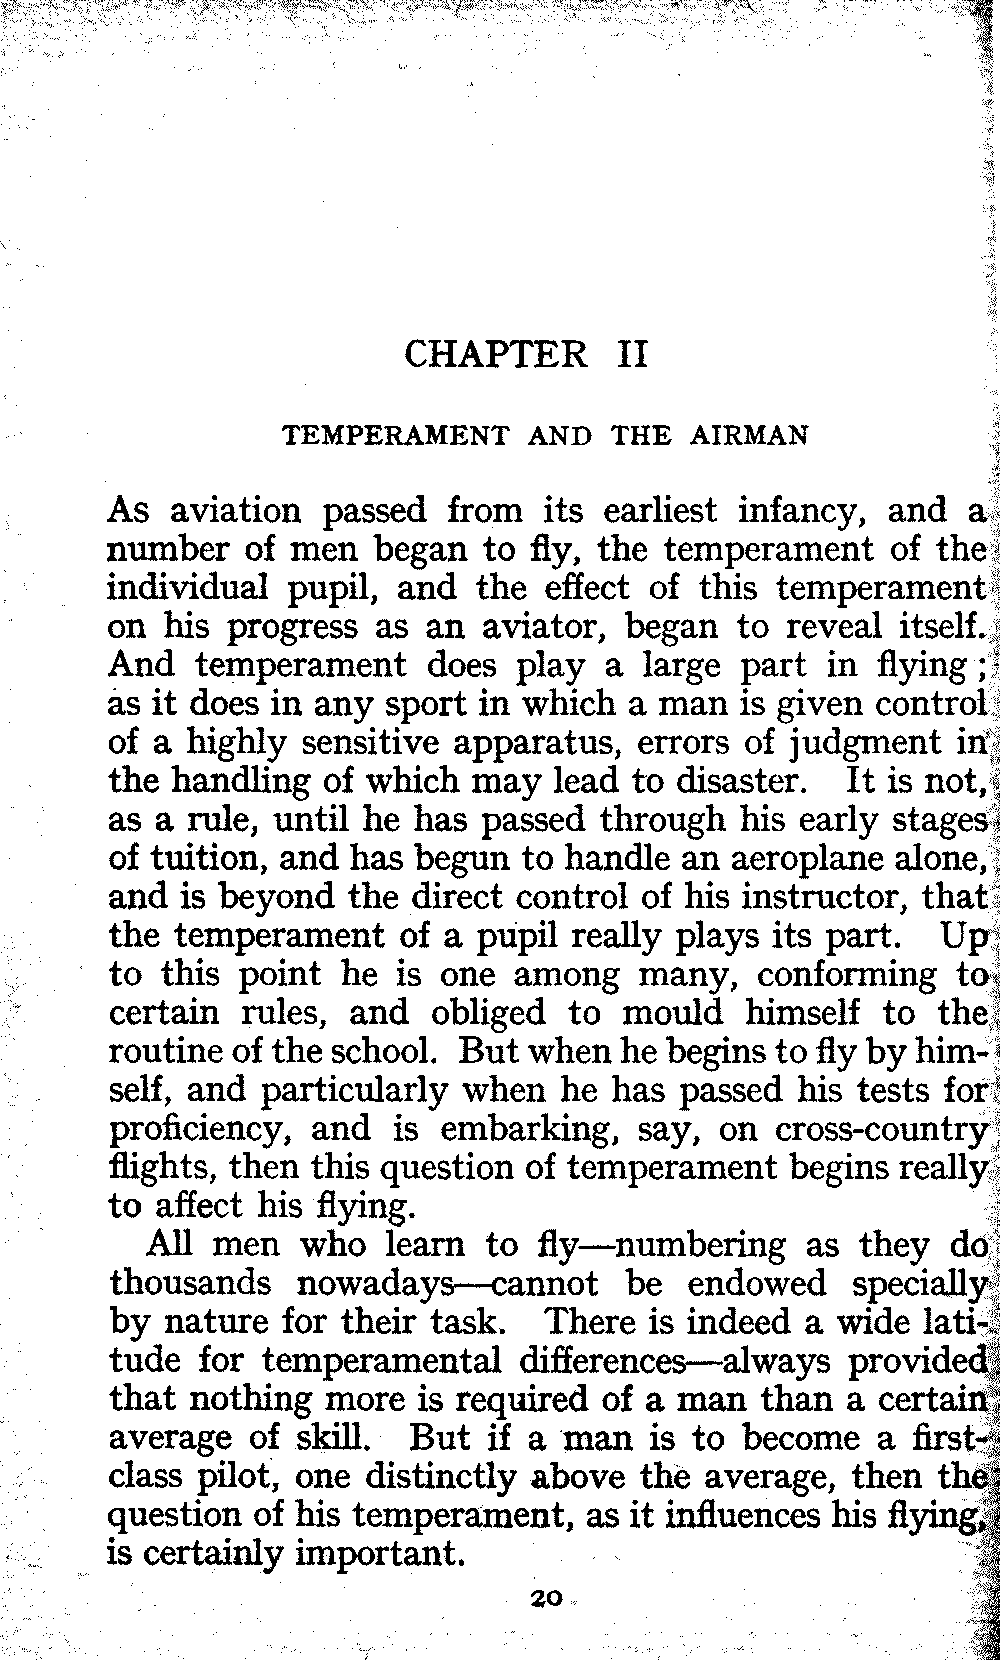 CHAPTER II
TEMPERAMENT AND THE AIRMAN
As aviation passed from its earliest infancy, and a
number of men began to fly, the temperament of the
individual pupil, and the effect of this temperament
on his progress as an aviator, began to reveal itself.
And temperament does play a large part in flying ;
as it does in any sport in which a man is given control
of a highly sensitive apparatus, errors of judgment in
the handling of which may lead to disaster. It is not,
as a rule, until he has passed through his early stages
of tuition, and has begun to handle an aeroplane alone,
and is beyond the direct control of his instructor, that
the temperament of a pupil really plays its part. Up
to this point he is one among many, conforming to
certain rules, and obliged to mould himself to the
routine of the school. But when he begins to fly by him-
self, and particularly when he has passed his tests for
proficiency, and is embarking, say, on cross-country
flights, then this question of temperament begins really
to affect his flying.
All men who learn to fly—numbering as they do
thousands nowadays—cannot be endowed specially
by nature for their task. There is indeed a wide lati-
tude for temperamental differences—always provided
that nothing more is required of a man than a certain
average of skill. But if a man is to become a first-
class pilot, one distinctly above the average, then the
question of his temperament, as it influences his flying,
is certainly important.
20